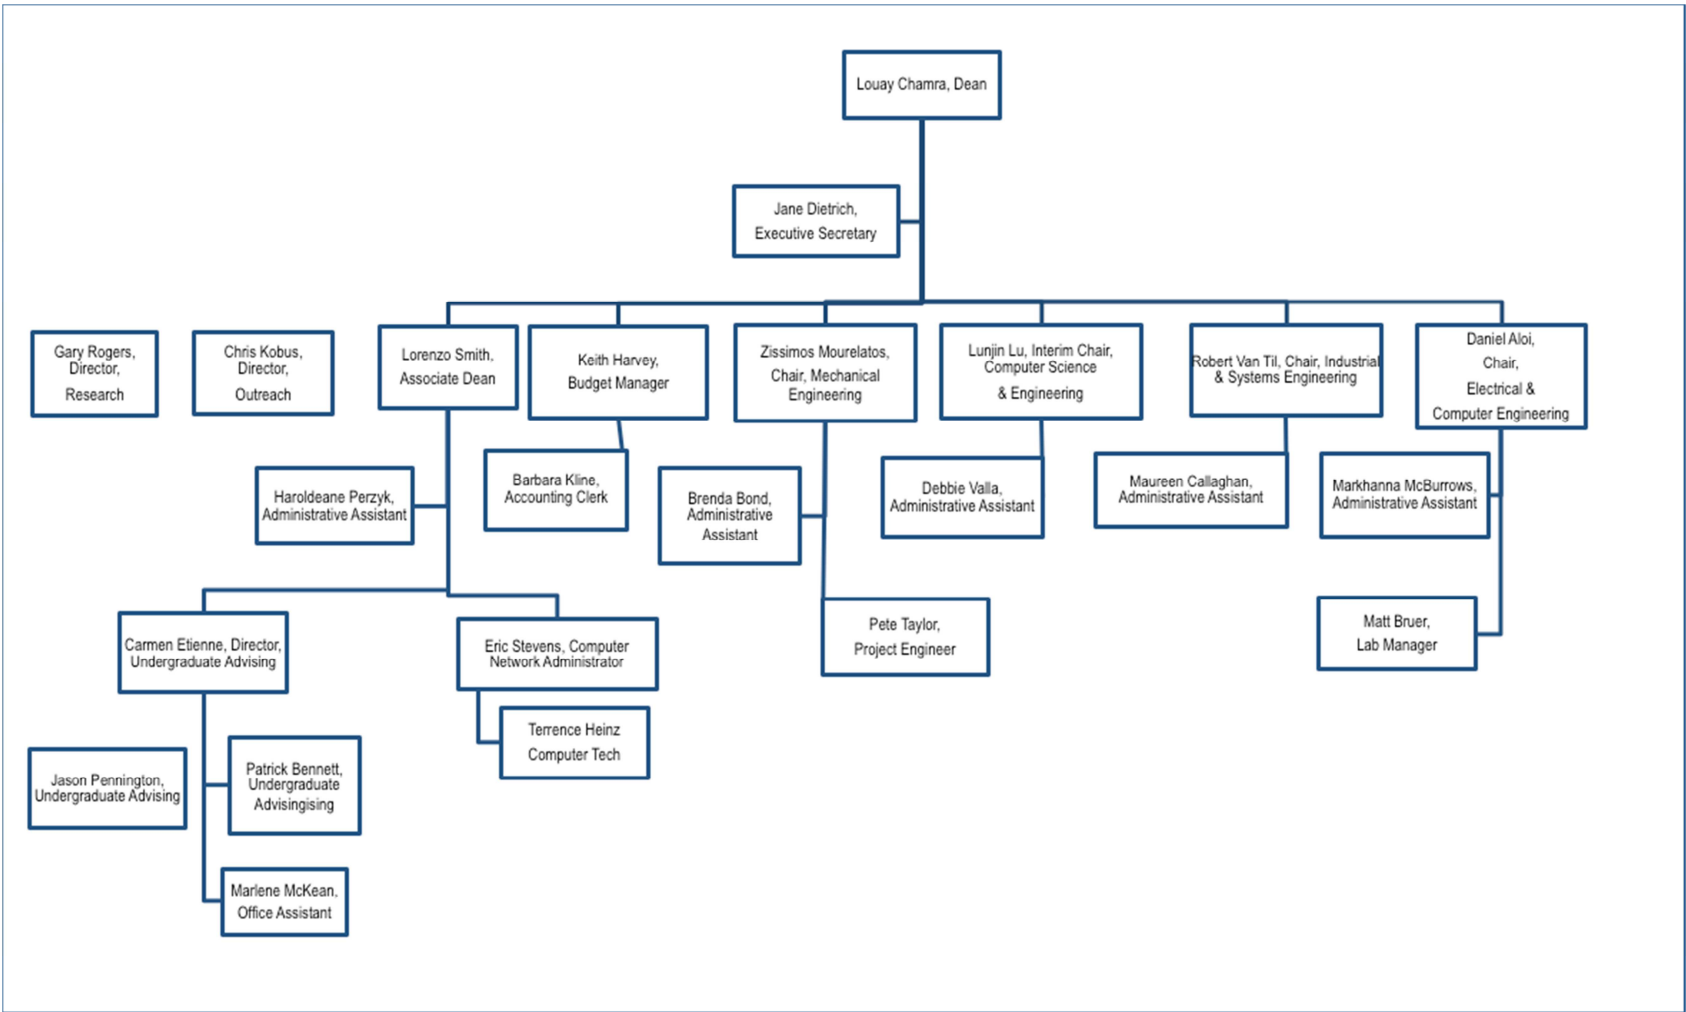 Louay Chamra, Dean
Jane Dietrich,
Executive Secretary
Gary Rogers,
Director,
Research
Chris Kobus,
Director,
Outreach
Lorenzo Smith,
Associate Dean
Keith Harvey,
Budget Manager
Zissimos Mourelatos,
Chair, Mechanical
Engineering
Lunjin Lu, Interim Chair,
Computer Science
& Engineering
Robert Van Til, Chair, Industrial
& Systems Engineering
Daniel Aloi,
Chair,
Electrical &
Computer Engineering
Haroldeane Perzyk,
Administrative Assistant
Barbara Kline,
Accounting Clerk
Brenda Bond,
Administrative
Assistant
Debbie Valla,
Administrative Assistant
Maureen Callaghan,
Administrative Assistant
Markhanna McBurrows,
Administrative Assistant
Carmen Etienne, Director,
Undergraduate Advising
Eric Stevens, Computer
Network Administrator
Pete Taylor,
Project Engineer
Matt Bruer,
Lab Manager
Terrence Heinz
Computer Tech
Jason Pennington,
Undergraduate Advising
Patrick Bennett,
Undergraduate
Advisingising
Marlene McKean,
Office Assistant